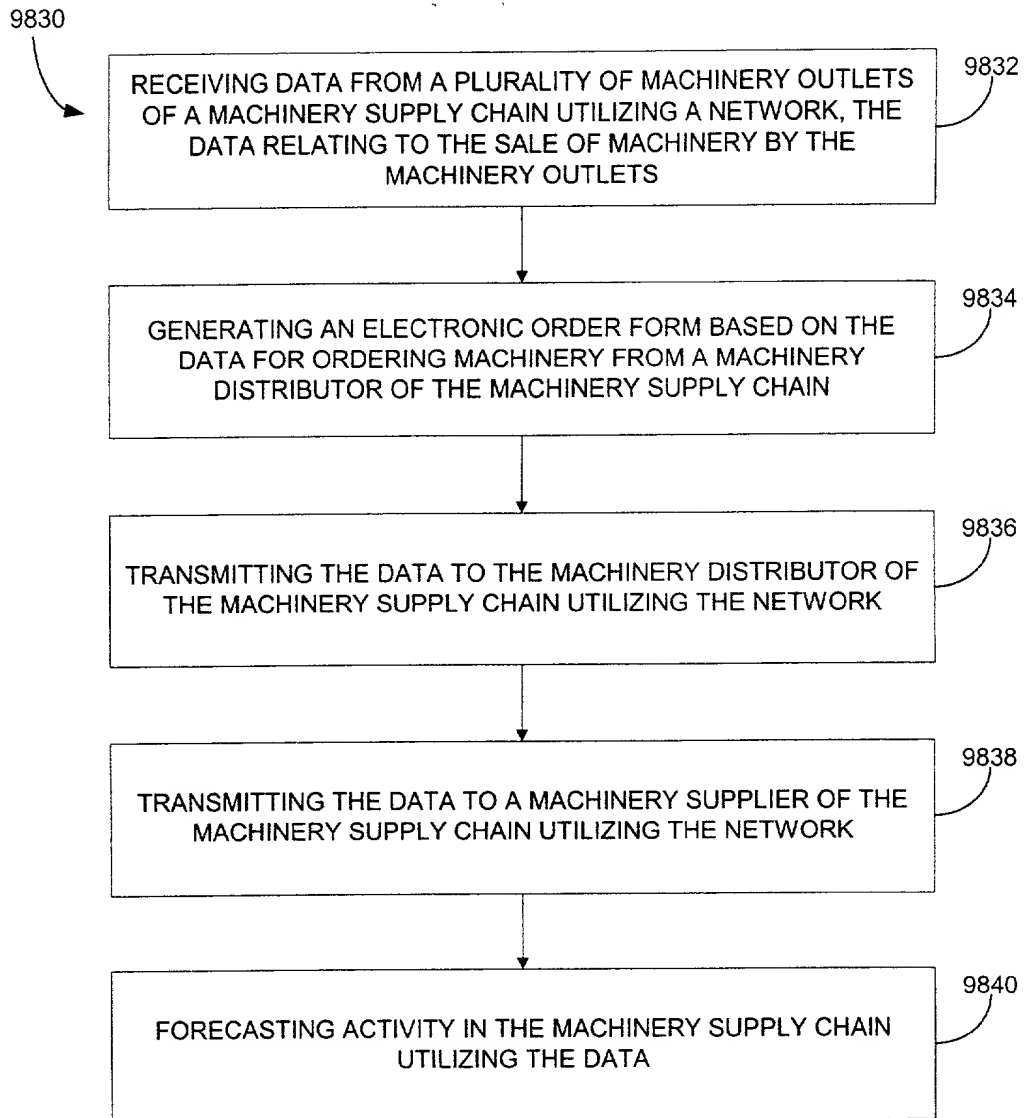 9830
RECEIVING DATA FROM A PLURALITY OF MACHINERY OUTLETS
OF A MACHINERY SUPPLY CHAIN UTILIZING A NETWORK, THE
DATA RELATING TO THE SALE OF MACHINERY BY THE
MACHINERY OUTLETS
9832
GENERATING AN ELECTRONIC ORDER FORM BASED ON THE
DATA FOR ORDERING MACHINERY FROM A MACHINERY
DISTRIBUTOR OF THE MACHINERY SUPPLY CHAIN
9834
TRANSMITTING THE DATA TO THE MACHINERY DISTRIBUTOR OF
THE MACHINERY SUPPLY CHAIN UTILIZING THE NETWORK
9836
TRANSMITTING THE DATA TO A MACHINERY SUPPLIER OF THE
MACHINERY SUPPLY CHAIN UTILIZING THE NETWORK
9838
FORECASTING ACTIVITY IN THE MACHINERY SUPPLY CHAIN
UTILIZING THE DATA
9840